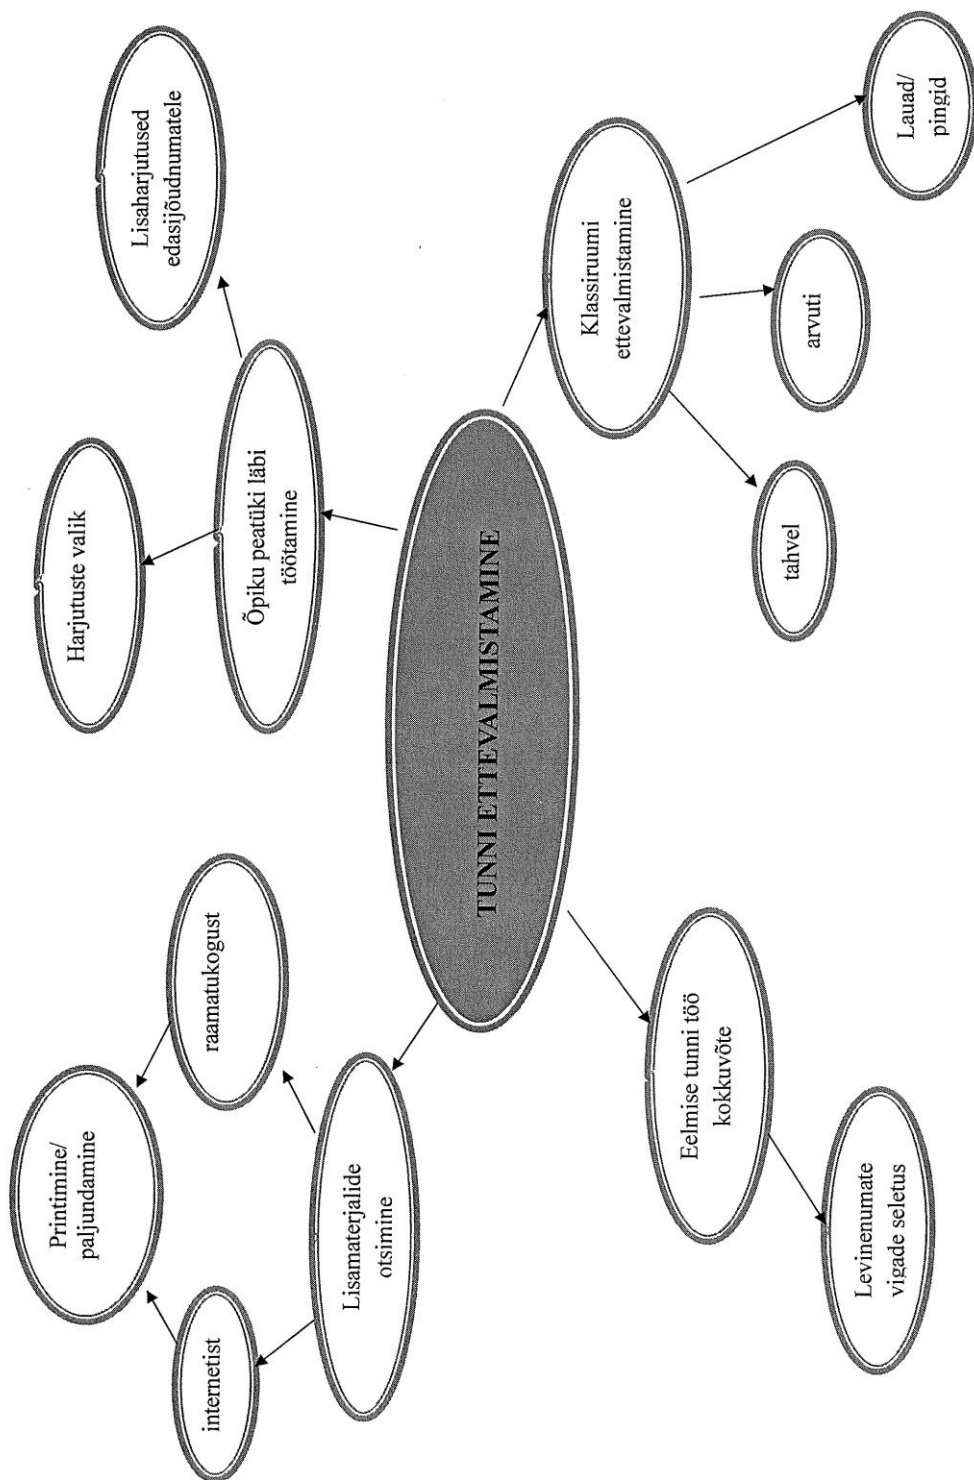 Printimine/
paljundamine
internetist
raamatukogust
Lisamaterjalide
otsimine
Harjutuste valik
Lisaharjutused
edasijõudnumatele
Õpiku peatüki läbi
töötamine
TUNNI ETTEVALMISTAMINE
Eelmise tunni töö
kokkuvõte
Levinenumate
vigade seletus
Klassiruumi
ettevalmistamine
tahvel
arvuti
Lauad/
pingid